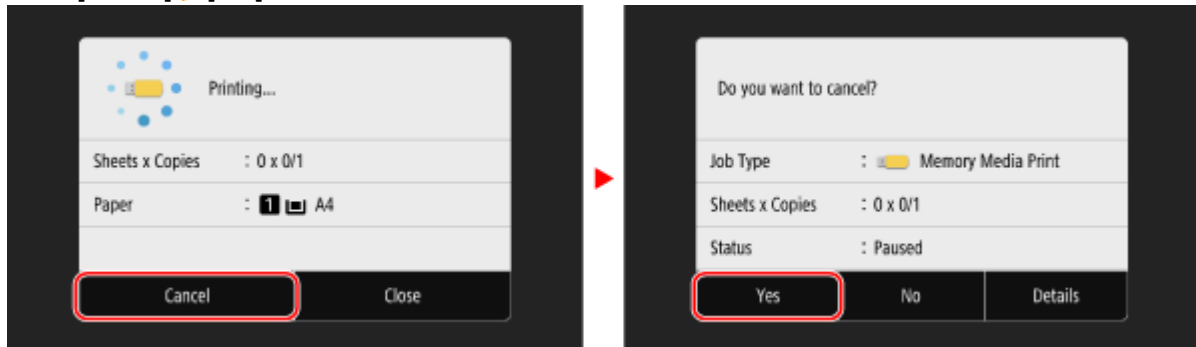 Printing...
Sheets x Copies : 0 x 0/1
Paper : 1 A4
Cancel Close
Do you want to cancel?
Job Type : Memory Media Print
Sheets x Copies : 0 x 0/1
Status : Paused
Yes No Details